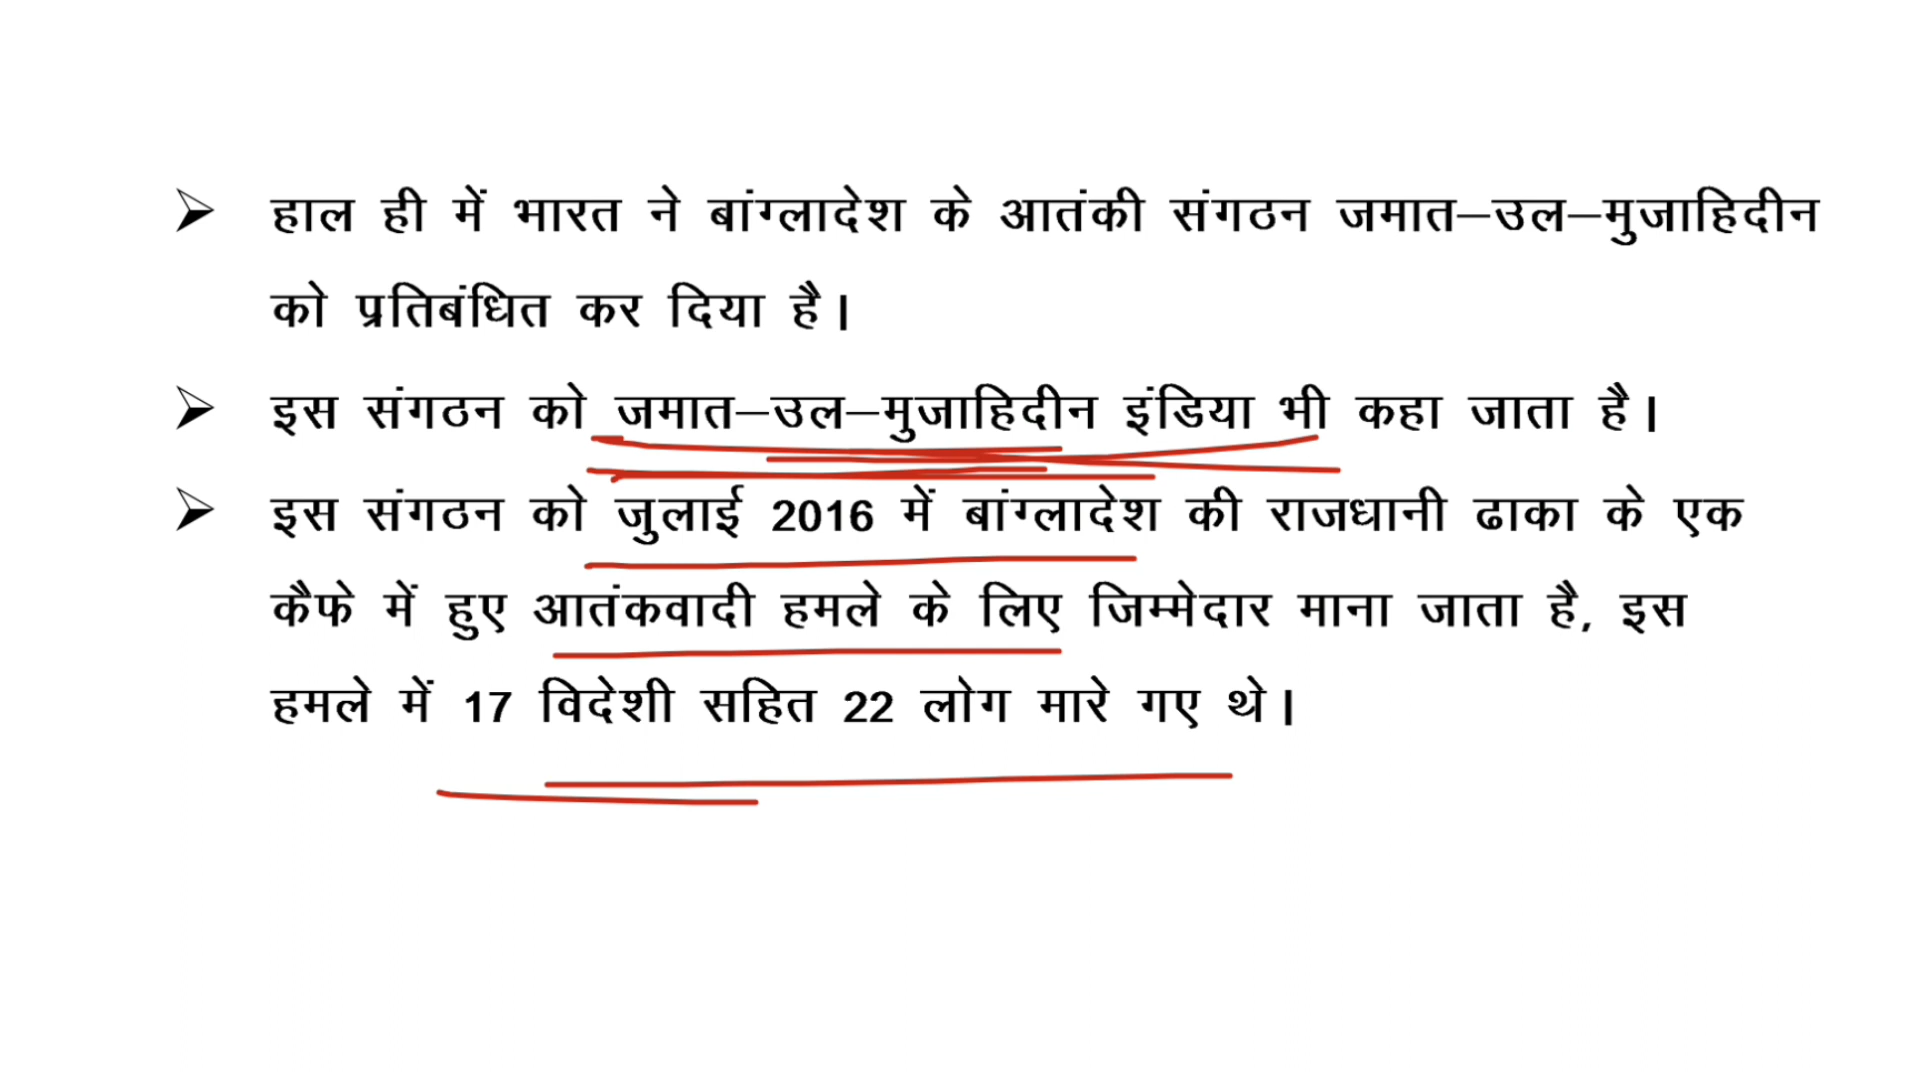 ➢ हाल ही में भारत ने बांग्लादेश के आतंकी संगठन जमात–उल–मुजाहिदीन
को प्रतिबंधित कर दिया है।
➢ इस संगठन को जमात–उल–मुजाहिदीन इंडिया भी कहा जाता है।
➢ इस संगठन को जुलाई 2016 में बांग्लादेश की राजधानी ढाका के एक
कैफे में हुए आतंकवादी हमले के लिए जिम्मेदार माना जाता है, इस
हमले में 17 विदेशी सहित 22 लोग मारे गए थे।